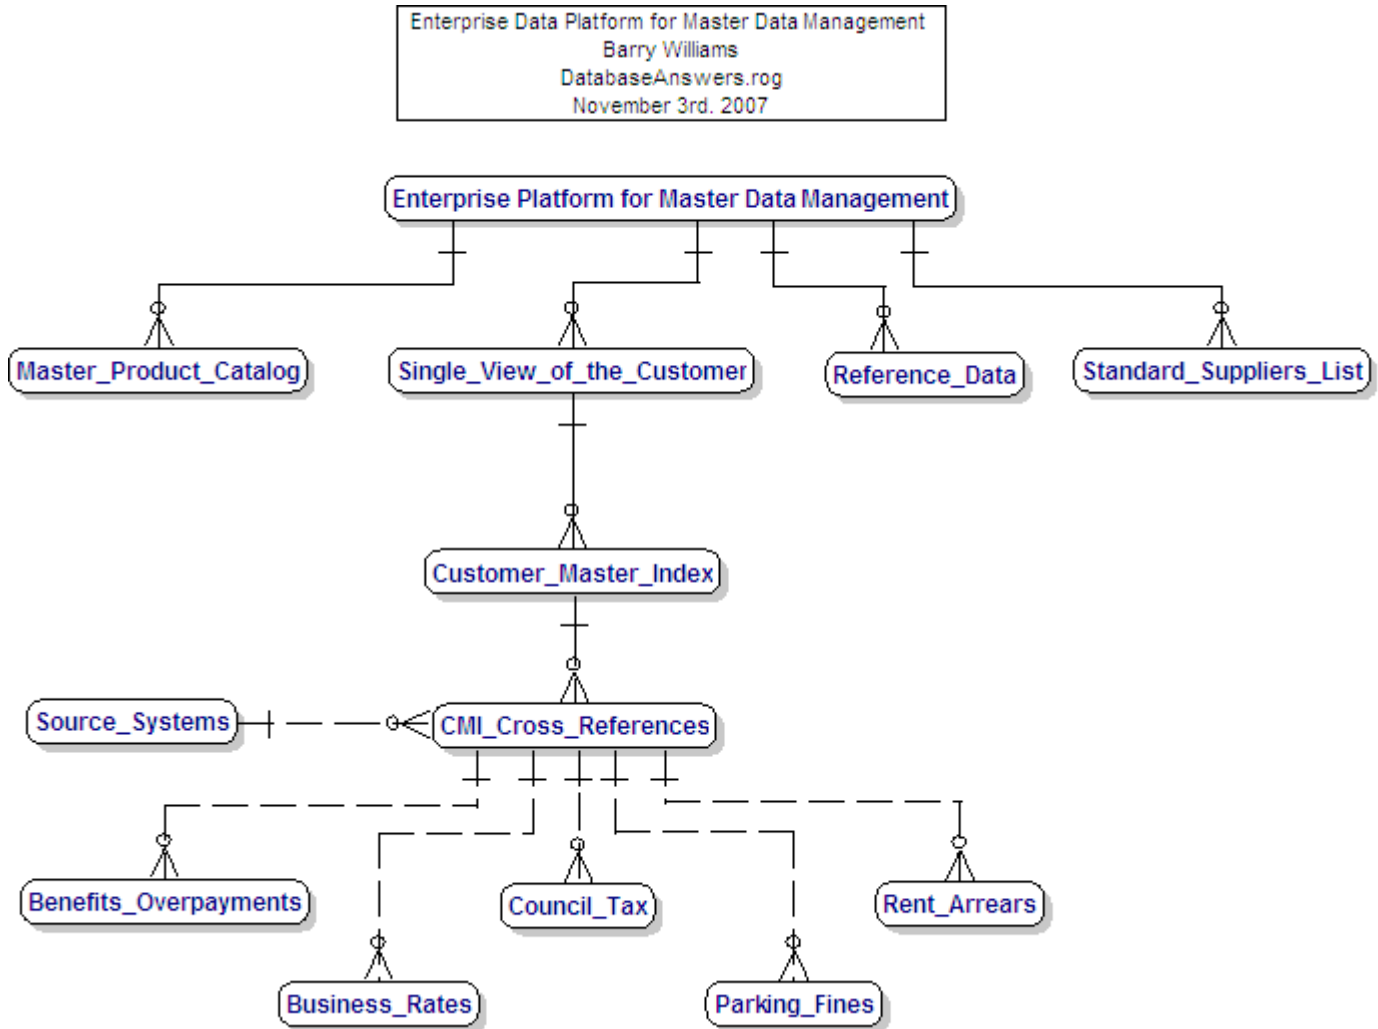 Enterprise Data Platform for Master Data Management
Barry Williams
DatabaseAnswers.rog
November 3rd. 2007
Enterprise Platform for Master Data Management
Master_Product_Catalog
Single_View_of_the_Customer
Reference_Data
Standard_Suppliers_List
Customer_Master_Index
Source_Systems
CMI_Cross_References
Benefits_Overpayments
Council_Tax
Rent_Arrears
Business_Rates
Parking_Fines